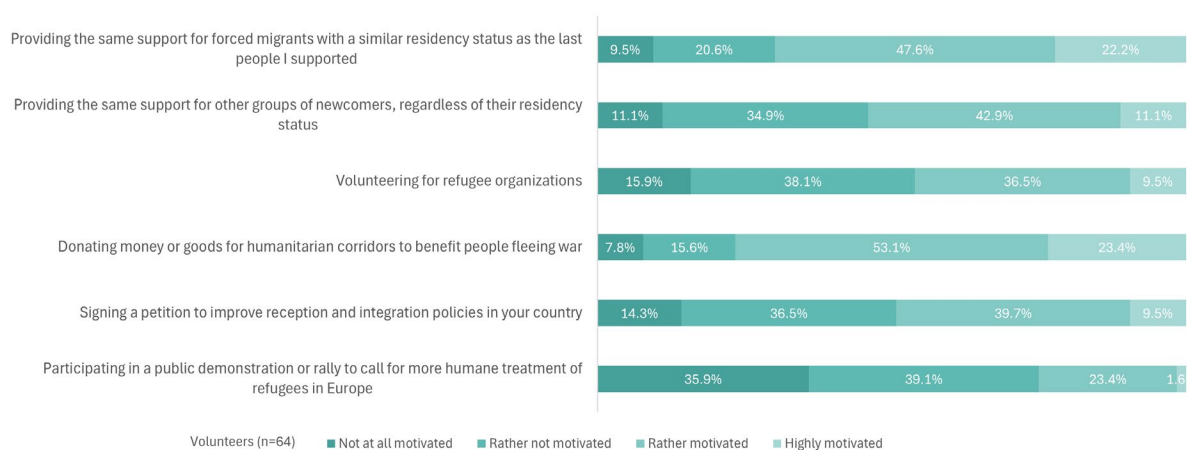 Providing the same support for forced migrants with a similar residency status as the last
people I supported
9.5% 20.6% 47.6% 22.2%
Providing the same support for other groups of newcomers, regardless of their residency
status
11.1% 34.9% 42.9% 11.1%
Volunteering for refugee organizations
15.9% 38.1% 36.5% 9.5%
Donating money or goods for humanitarian corridors to benefit people fleeing war
7.8% 15.6% 53.1% 23.4%
Signing a petition to improve reception and integration policies in your country
14.3% 36.5% 39.7% 9.5%
Participating in a public demonstration or rally to call for more humane treatment of
refugees in Europe
35.9% 39.1% 23.4% 1.6
Volunteers (n=64) Not at all motivated Rather not motivated Rather motivated Highly motivated